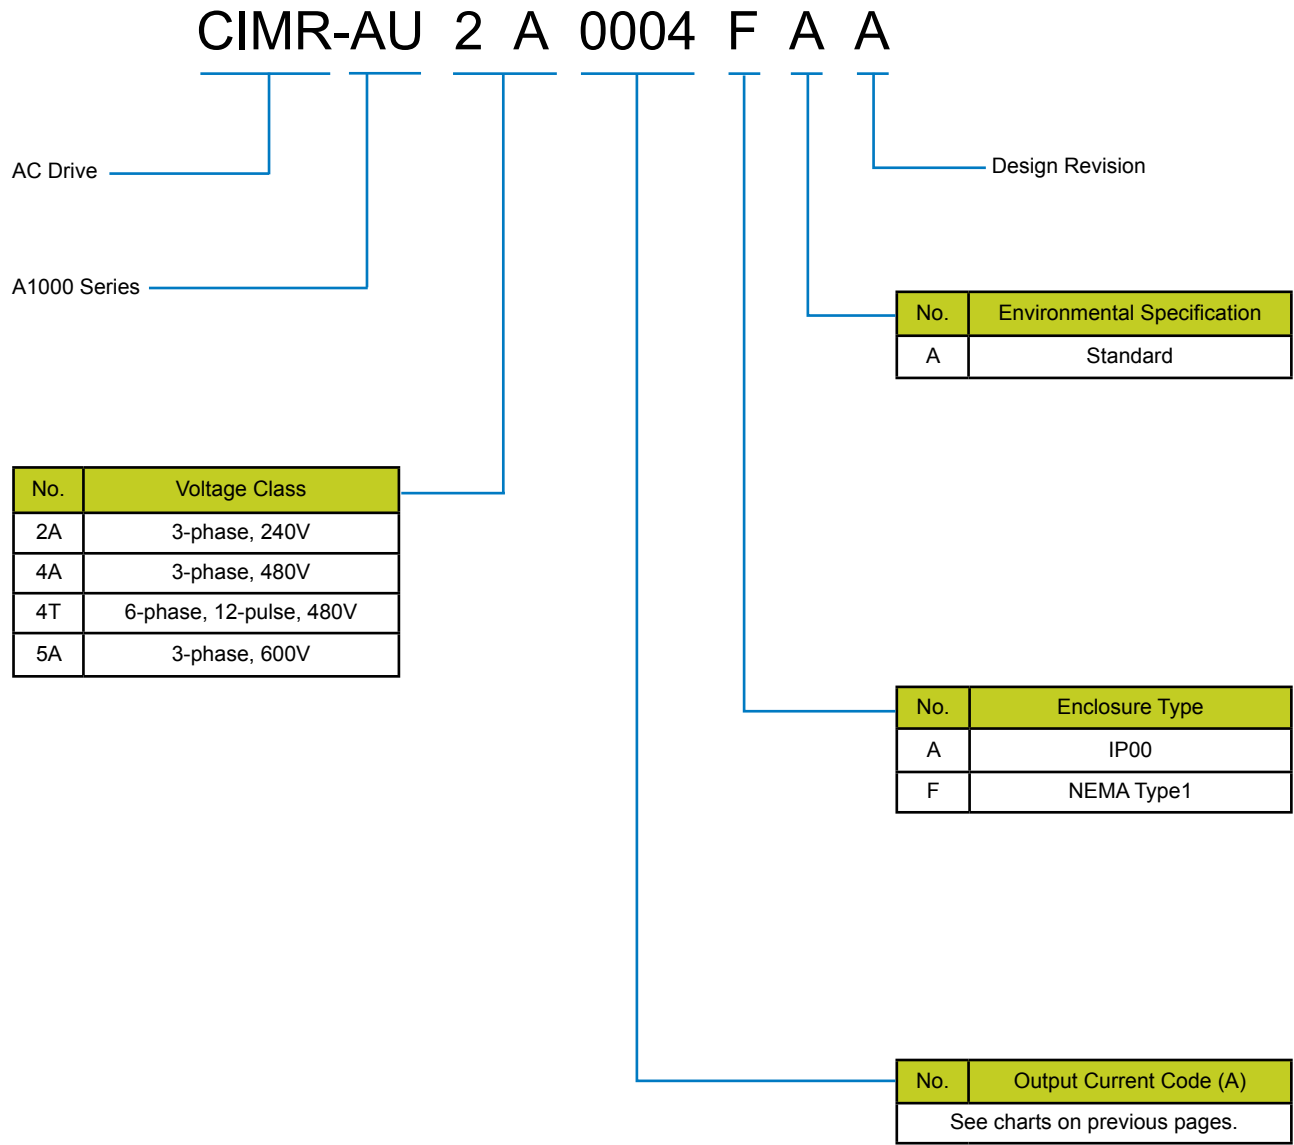 CIMR-AU 2 A 0004 F A A
AC Drive
Design Revision
A1000 Series
No. Environmental Specification
A Standard
No. Voltage Class
2A 3-phase, 240V
4A 3-phase, 480V
4T 6-phase, 12-pulse, 480V
5A 3-phase, 600V
No. Enclosure Type
A IP00
F NEMA Type1
No. Output Current Code (A)
See charts on previous pages.